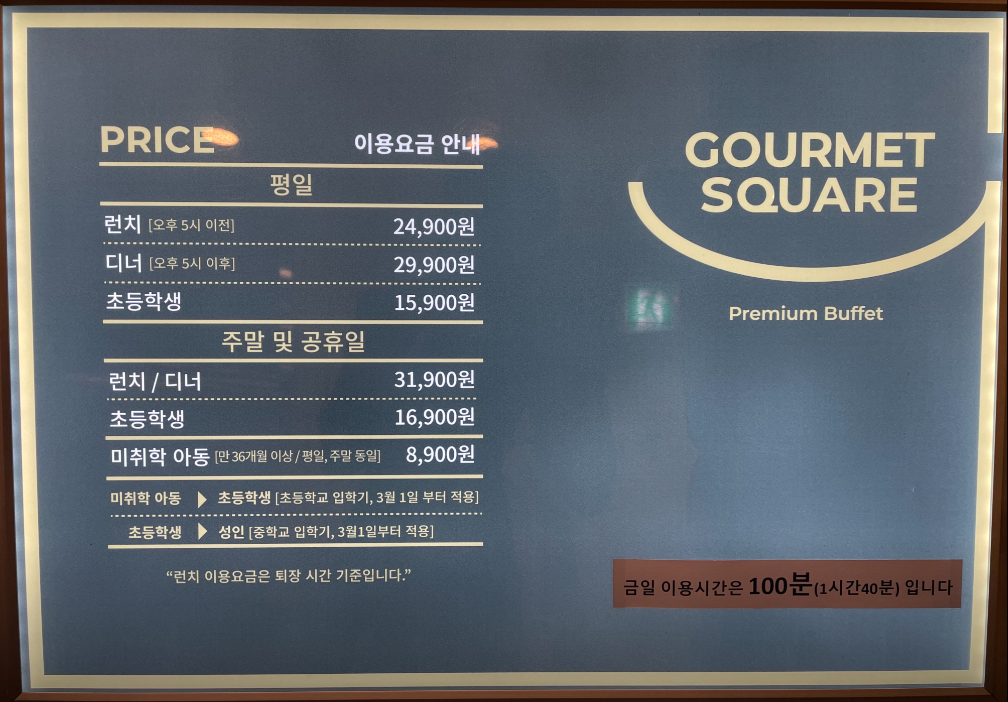 PRICE 이용요금 안내
평일
런치 [오후 5시 이전] 24,900원
디너 [오후 5시 이후] 29,900원
초등학생 15,900원
주말 및 공휴일
런치 / 디너 31,900원
초등학생 16,900원
미취학 아동 [만 36개월 이상 / 평일, 주말 동일] 8,900원
미취학 아동 ▶ 초등학생 [초등학교 입학기, 3월 1일 부터 적용]
초등학생 ▶ 성인 [중학교 입학기, 3월1일부터 적용]
“런치 이용요금은 퇴장 시간 기준입니다.”
GOURMET
SQUARE
Premium Buffet
금일 이용시간은 100분(1시간40분) 입니다